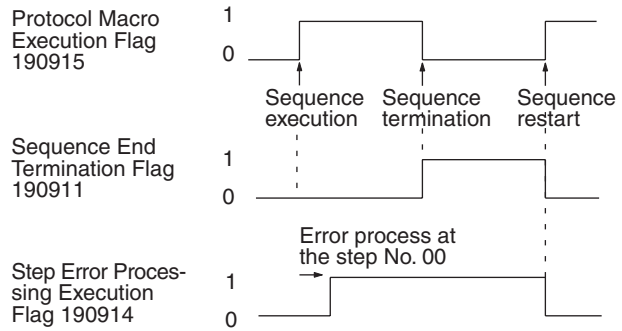 Protocol Macro
Execution Flag
190915
1
0
Sequence
execution
Sequence
termination
Sequence
restart
Sequence End
Termination Flag
190911
1
0
Error process at
the step No. 00
Step Error Proces-
sing Execution
Flag 190914
1
0